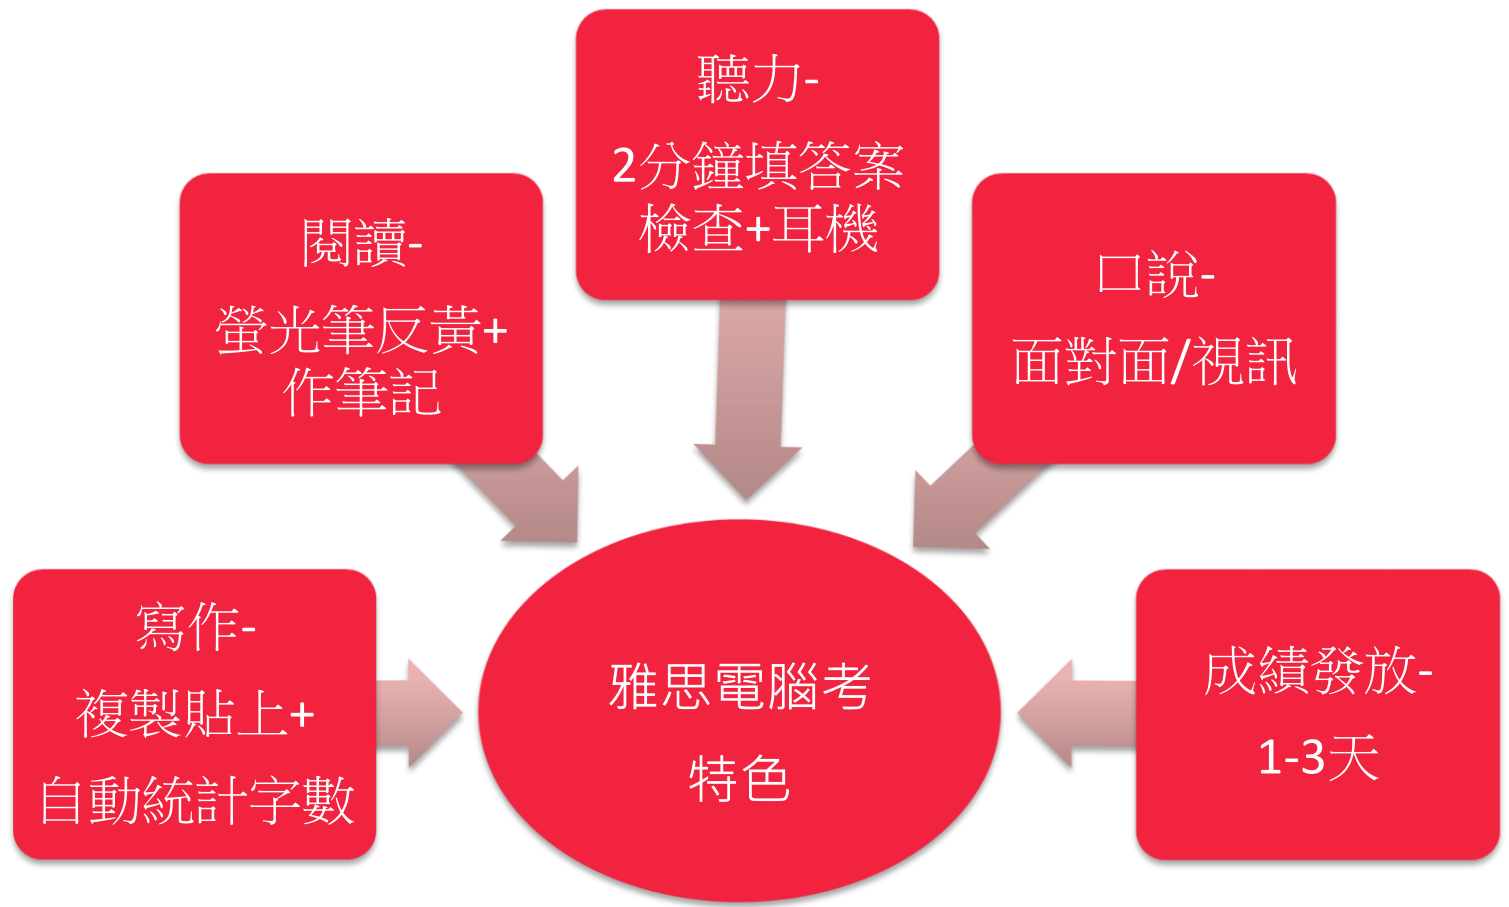 寫作-
複製貼上+
自動統計字數
閱讀-
螢光筆反黃+
作筆記
聽力-
2分鐘填答案
檢查+耳機
口說-
面對面/視訊
成績發放-
1-3天
雅思電腦考
特色